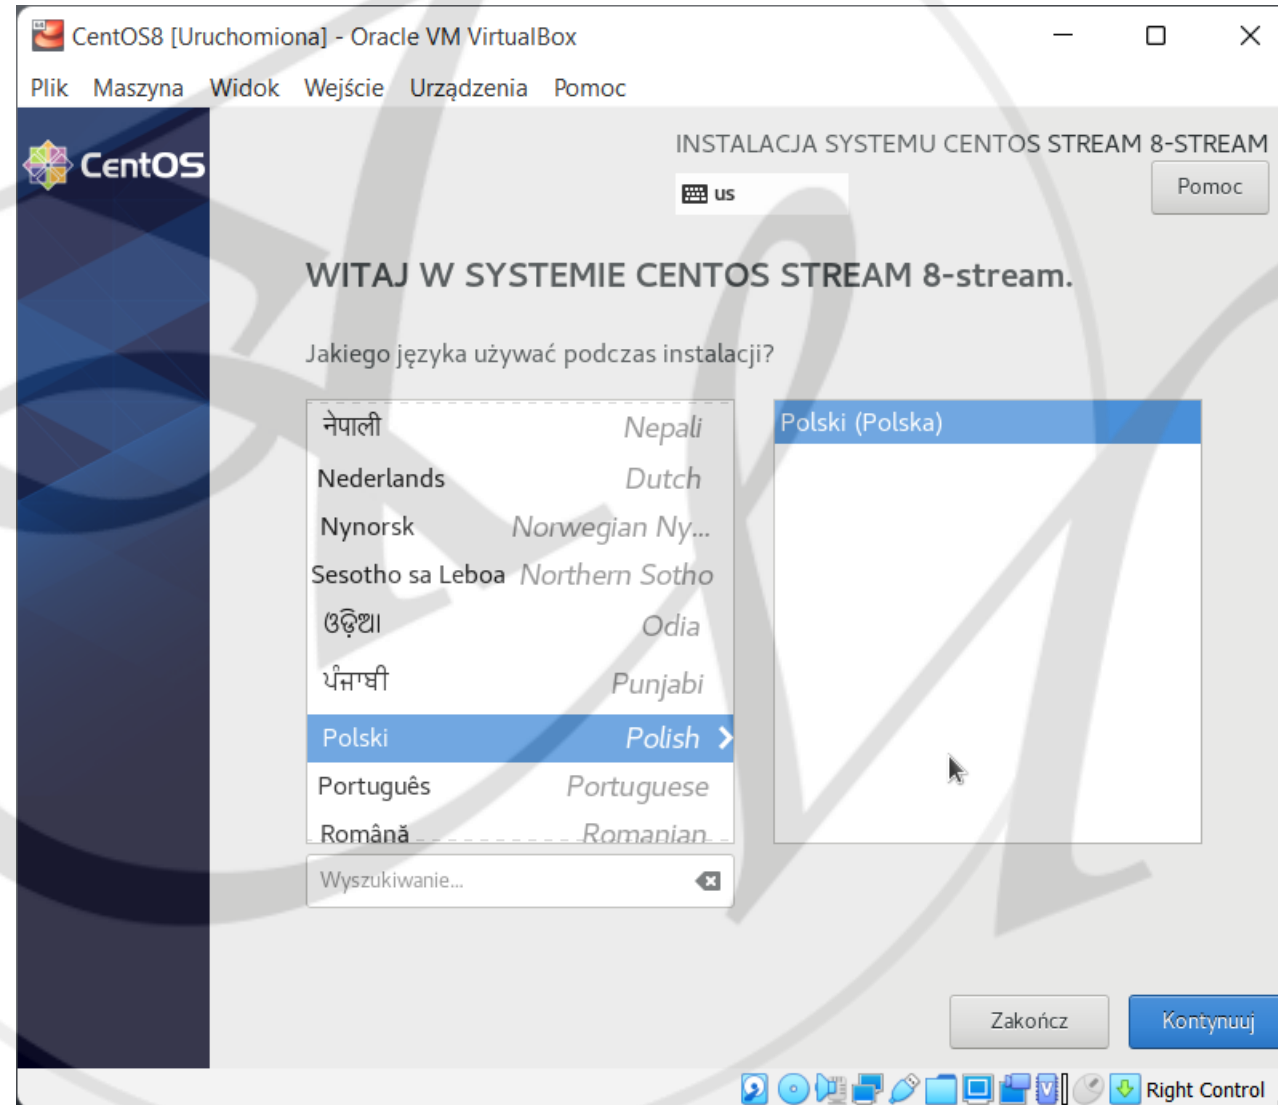 CentOS8 [Uruchomiona] - Oracle VM VirtualBox
Plik Maszyna Widok Wejście Urządzenia Pomoc
CentOS
INSTALACJA SYSTEMU CENTOS STREAM 8-STREAM
us
Pomoc
WITAJ W SYSTEMIE CENTOS STREAM 8-stream.
Jakiego języka używać podczas instalacji?
नेपाली Nepali
Nederlands Dutch
Nynorsk Norwegian Ny...
Sesotho sa Leboa Northern Sotho
ଓଡ଼ିଆ Odia
ਪੰਜਾਬੀ Punjabi
Polski Polish
Português Portuguese
Română Romanian
Polski (Polska)
Wyszukiwanie...
Zakończ Kontynuuj
Right Control